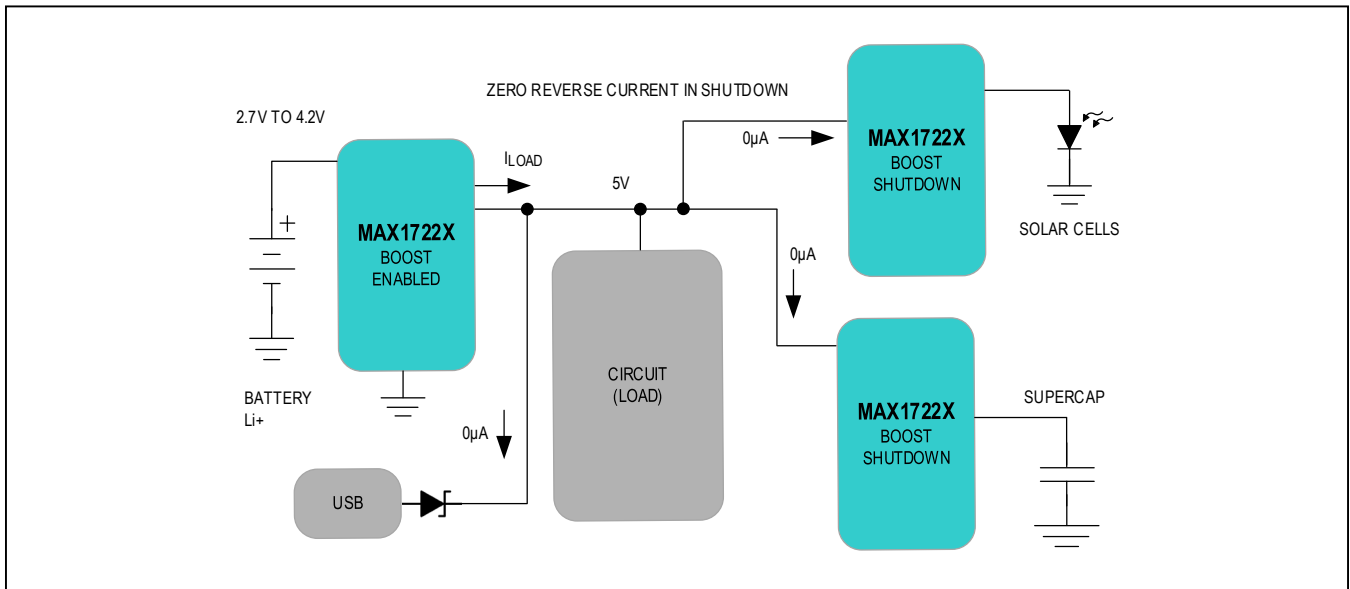 ZERO REVERSE CURRENT IN SHUTDOWN
2.7V TO 4.2V
MAX1722X
BOOST
ENABLED
+
BATTERY
Li+
ILOAD
5V
0µA
USB
CIRCUIT
(LOAD)
0µA
MAX1722X
BOOST
SHUTDOWN
SOLAR CELLS
0µA
MAX1722X
BOOST
SHUTDOWN
SUPERCAP